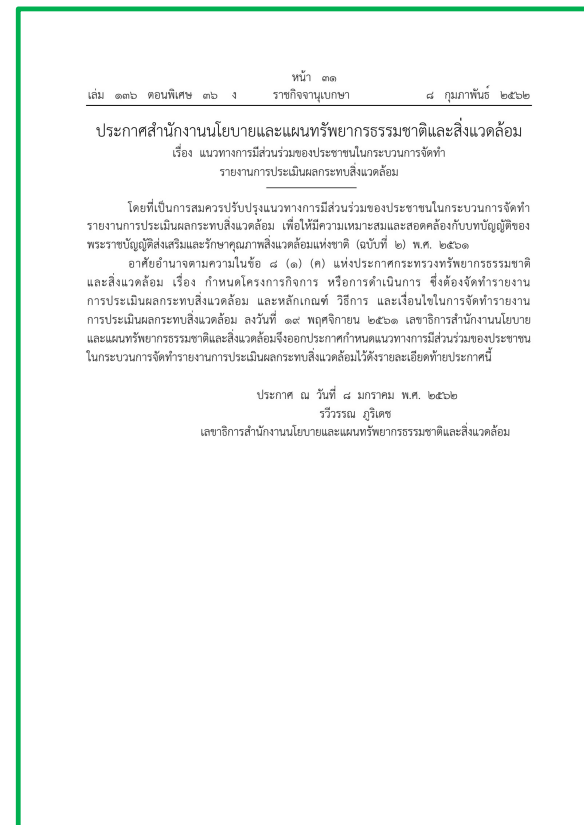 หน้า ๓๑
เล่ม ๑๓๖ ตอนพิเศษ ๓๖ ง ราชกิจจานุเบกษา ๘ กุมภาพันธ์ ๒๕๖๒
ประกาศสำนักงานนโยบายและแผนทรัพยากรธรรมชาติและสิ่งแวดล้อม
เรื่อง แนวทางการมีส่วนร่วมของประชาชนในกระบวนการจัดทำ
รายงานการประเมินผลกระทบสิ่งแวดล้อม
โดยที่เป็นการสมควรปรับปรุงแนวทางการมีส่วนร่วมของประชาชนในกระบวนการจัดทำ
รายงานการประเมินผลกระทบสิ่งแวดล้อม เพื่อให้มีความเหมาะสมและสอดคล้องกับบทบัญญัติของ
พระราชบัญญัติส่งเสริมและรักษาคุณภาพสิ่งแวดล้อมแห่งชาติ (ฉบับที่ ๒) พ.ศ. ๒๕๖๑
อาศัยอำนาจตามความในข้อ ๘ (๑) (ค) แห่งประกาศกระทรวงทรัพยากรธรรมชาติ
และสิ่งแวดล้อม เรื่อง กำหนดโครงการกิจการ หรือการดำเนินการ ซึ่งต้องจัดทำรายงาน
การประเมินผลกระทบสิ่งแวดล้อม และหลักเกณฑ์ วิธีการ และเงื่อนไขในการจัดทำรายงาน
การประเมินผลกระทบสิ่งแวดล้อม ลงวันที่ ๑๙ พฤศจิกายน ๒๕๖๑ เลขาธิการสำนักงานนโยบาย
และแผนทรัพยากรธรรมชาติและสิ่งแวดล้อมจึงออกประกาศกำหนดแนวทางการมีส่วนร่วมของประชาชน
ในกระบวนการจัดทำรายงานการประเมินผลกระทบสิ่งแวดล้อมไว้ดังรายละเอียดท้ายประกาศนี้
ประกาศ ณ วันที่ ๘ มกราคม พ.ศ. ๒๕๖๒
รวีวรรณ ภูริเดช
เลขาธิการสำนักงานนโยบายและแผนทรัพยากรธรรมชาติและสิ่งแวดล้อม